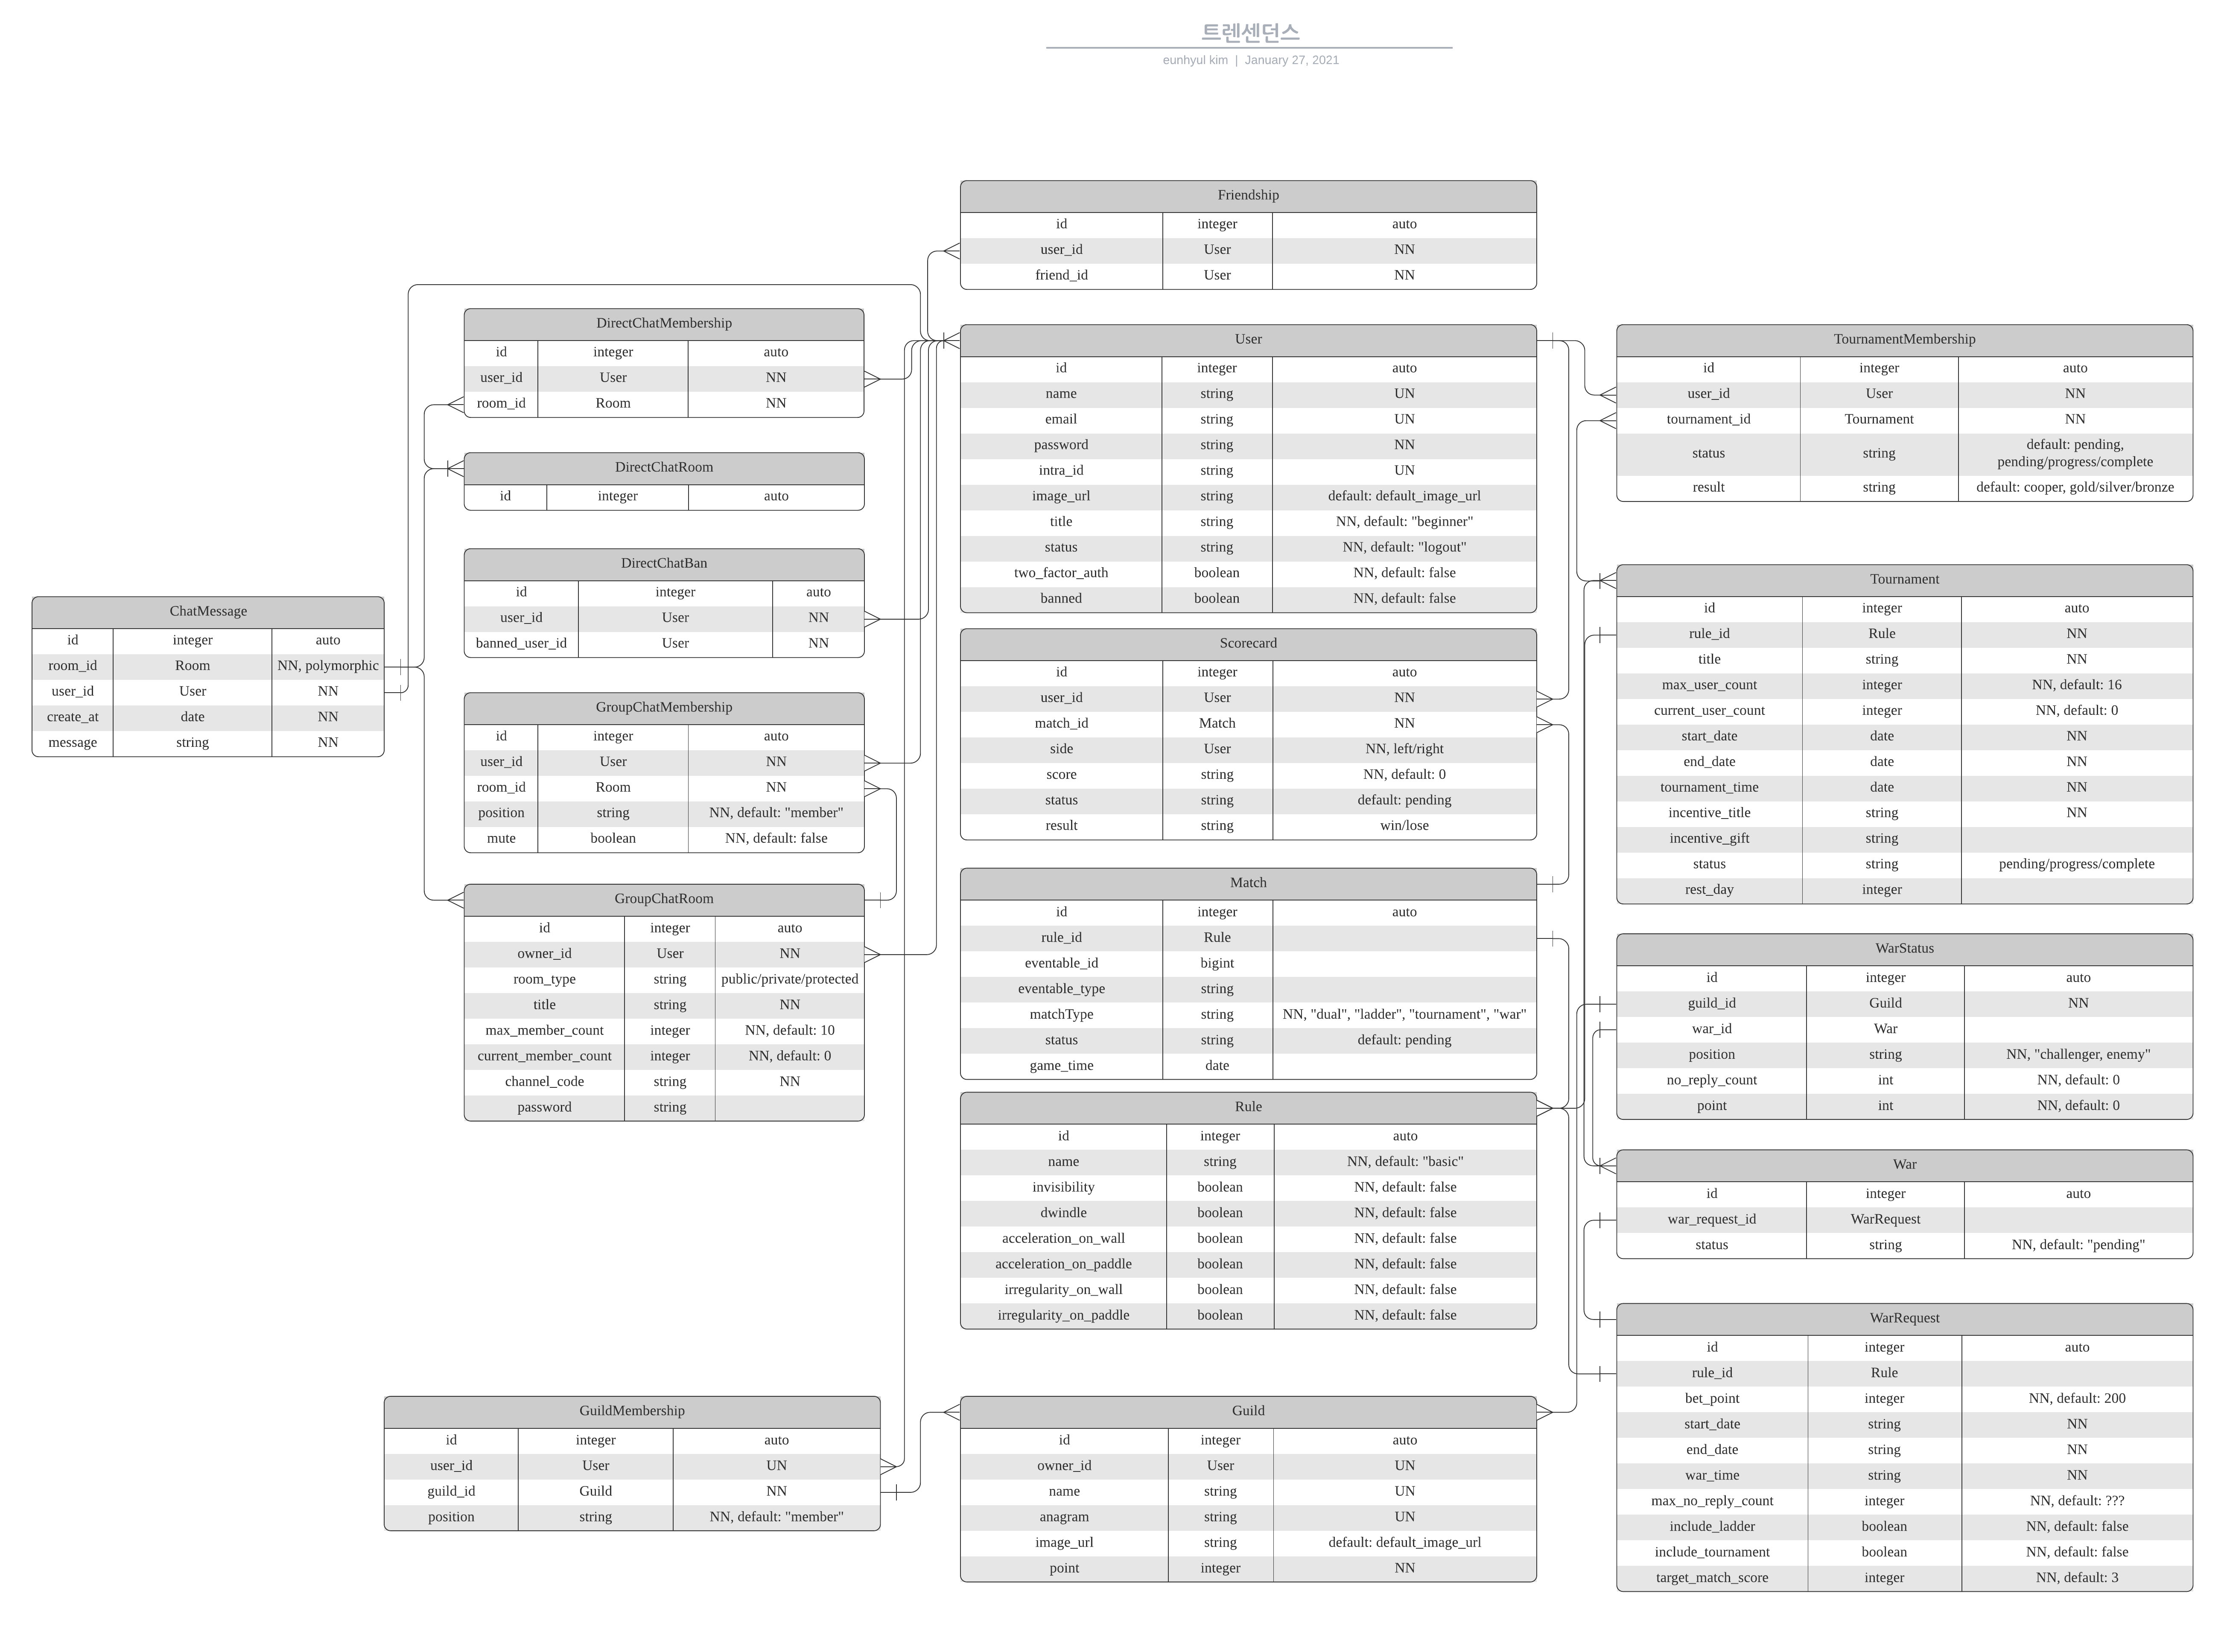 트렌센던스
eunhyul kim | January 27, 2021
Friendship
id integer auto
user_id User NN
friend_id User NN
DirectChatMembership
id integer auto
user_id User NN
room_id Room NN
DirectChatRoom
id integer auto
DirectChatBan
id integer auto
user_id User NN
banned_user_id User NN
ChatMessage
id integer auto
room_id Room NN, polymorphic
user_id User NN
create_at date NN
message string NN
GroupChatMembership
id integer auto
user_id User NN
room_id Room NN
position string NN, default: "member"
mute boolean NN, default: false
GroupChatRoom
id integer auto
owner_id User NN
room_type string public/private/protected
title string NN
max_member_count integer NN, default: 10
current_member_count integer NN, default: 0
channel_code string NN
password string
GuildMembership
id integer auto
user_id User UN
guild_id Guild NN
position string NN, default: "member"
User
id integer auto
name string UN
email string UN
password string NN
intra_id string UN
image_url string default: default_image_url
title string NN, default: "beginner"
status string NN, default: "logout"
two_factor_auth boolean NN, default: false
banned boolean NN, default: false
Scorecard
id integer auto
user_id User NN
match_id Match NN
side User NN, left/right
score string NN, default: 0
status string default: pending
result string win/lose
Match
id integer auto
rule_id Rule
eventable_id bigint
eventable_type string
matchType string NN, "dual", "ladder", "tournament", "war"
status string default: pending
game_time date
Rule
id integer auto
name string NN, default: "basic"
invisibility boolean NN, default: false
dwindle boolean NN, default: false
acceleration_on_wall boolean NN, default: false
acceleration_on_paddle boolean NN, default: false
irregularity_on_wall boolean NN, default: false
irregularity_on_paddle boolean NN, default: false
Guild
id integer auto
owner_id User UN
name string UN
anagram string UN
image_url string default: default_image_url
point integer NN
TournamentMembership
id integer auto
user_id User NN
tournament_id Tournament NN
status string default: pending,
pending/progress/complete
result string default: cooper, gold/silver/bronze
Tournament
id integer auto
rule_id Rule NN
title string NN
max_user_count integer NN, default: 16
current_user_count integer NN, default: 0
start_date date NN
end_date date NN
tournament_time date NN
incentive_title string NN
incentive_gift string
status string pending/progress/complete
rest_day integer
WarStatus
id integer auto
guild_id Guild NN
war_id War
position string NN, "challenger, enemy"
no_reply_count int NN, default: 0
point int NN, default: 0
War
id integer auto
war_request_id WarRequest
status string NN, default: "pending"
WarRequest
id integer auto
rule_id Rule
bet_point integer NN, default: 200
start_date string NN
end_date string NN
war_time string NN
max_no_reply_count integer NN, default: ???
include_ladder boolean NN, default: false
include_tournament boolean NN, default: false
target_match_score integer NN, default: 3